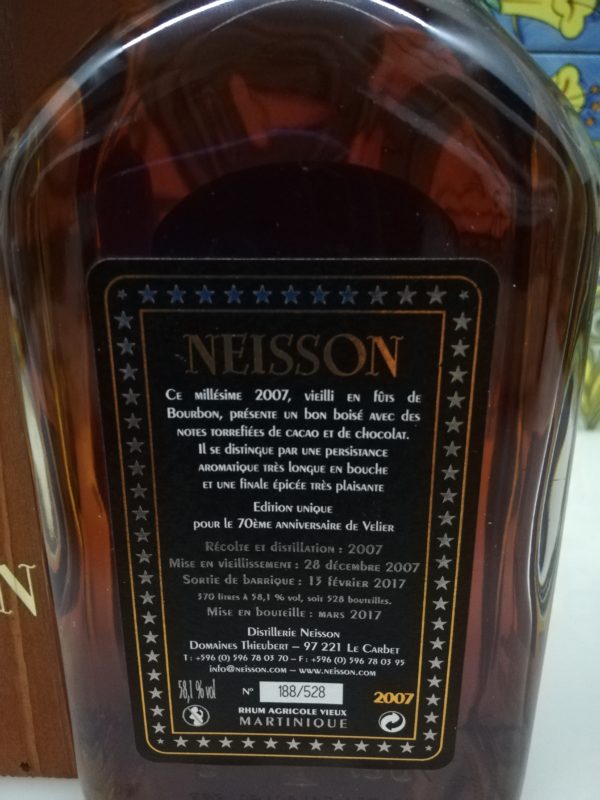 NEISSON
Ce millésime 2007, vieilli en fûts de
Bourbon, présente un bon boisé avec des
notes torrefiées de cacao et de chocolat.
Il se distingue par une persistance
aromatique très longue en bouche
et une finale épicée très plaisante
Edition unique
pour le 70ème anniversaire de Velier
Récolte et distillation : 2007
Mise en vieillissement : 28 décembre 2007
Sortie de barrique : 13 février 2017
370 litres à 58,1 % vol, soit 528 bouteilles.
Mise en bouteille : mars 2017
Distillerie Neisson
Domaines Thieubert – 97 221 Le Carbet
T : +596 (0) 596 78 03 70 – F : +596 (0) 596 78 03 95
info@neisson.com – www.neisson.com
58,1 % vol
N° 188/528
2007
RHUM AGRICOLE VIEUX
MARTINIQUE
N